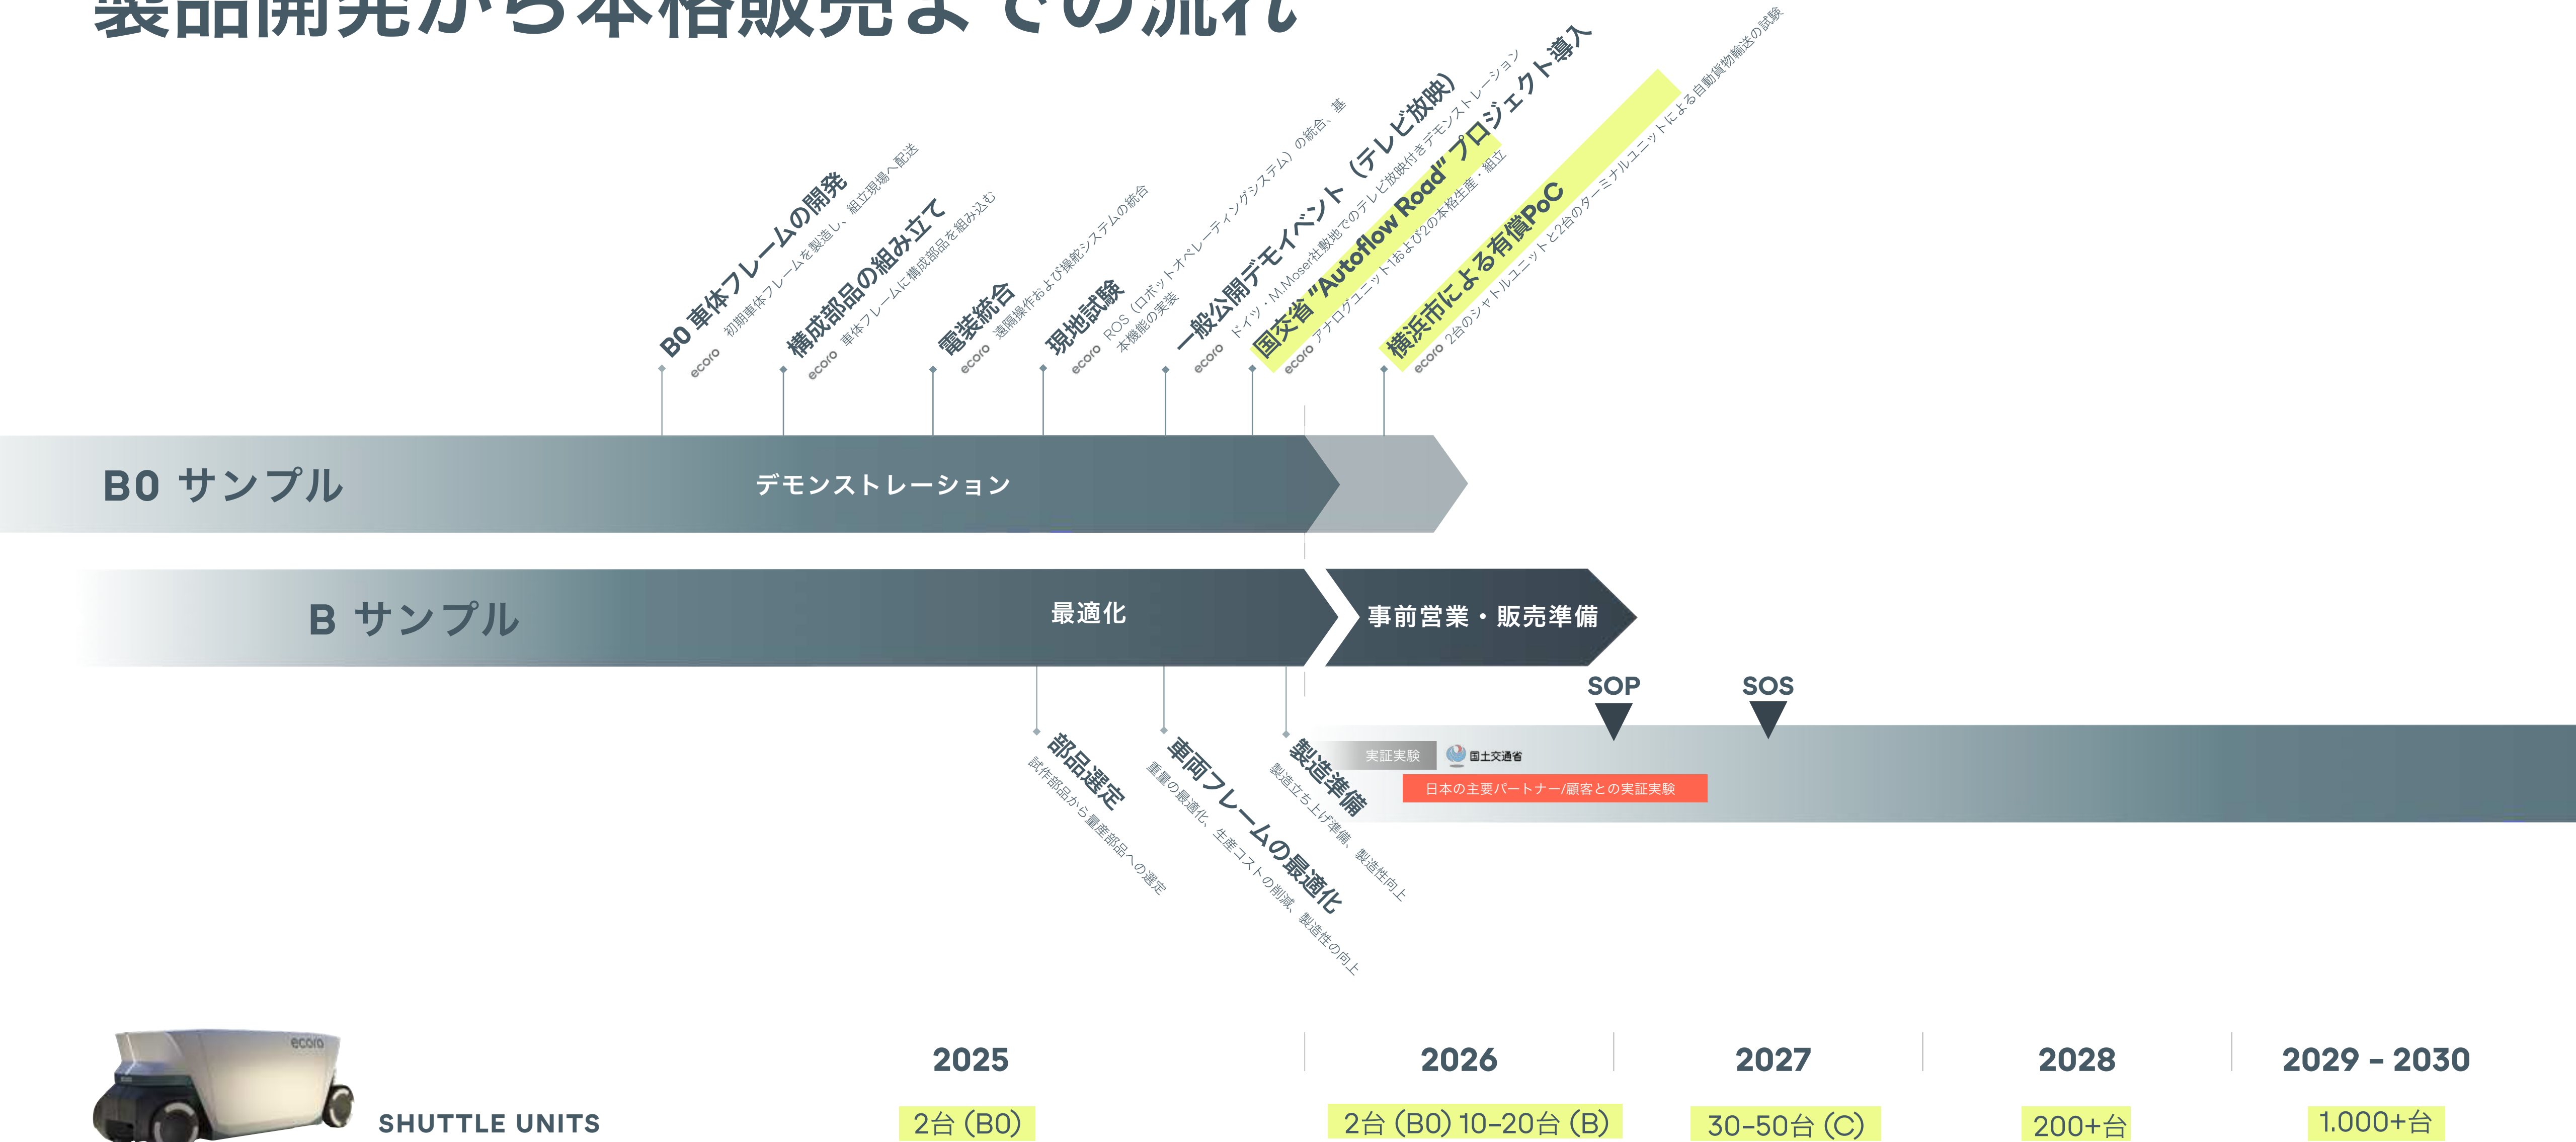 製品開発から本格販売までの流れ
B0 車体フレームの開発
ecoro 初期車体フレームを製造し、組立現場へ配送
構成部品の組み立て
ecoro 車体フレームに構成部品を組み込む
電装統合
ecoro 遠隔操作および操舵システムの統合
現地試験
ecoro ROS（ロボットオペレーティングシステム）の統合、基
本機能の実装
一般公開デモイベント（テレビ放映）
ecoro ドイツ・M.Moser社敷地でのテレビ放映付きデモンストレーション
国交省 "Autoflow Road" プロジェクト導入
ecoro アナログユニット1および2の本格生産・組立
横浜市による有償PoC
ecoro 2台のシャトルユニットと2台のターミナルユニットによる自動貨物輸送の試験
B0 サンプル
デモンストレーション
B サンプル
最適化
事前営業・販売準備
SOP
SOS
実証実験
国土交通省
日本の主要パートナー/顧客との実証実験
部品選定
試作部品から量産部品への選定
車両フレームの最適化
重量の最適化、生産コストの削減、製造性の向上
製造準備
製造立ち上げ準備、製造性向上
ecoro
2025
2026
2027
2028
2029 - 2030
SHUTTLE UNITS
2台 (B0)
2台 (B0) 10-20台 (B)
30-50台 (C)
200+台
1.000+台